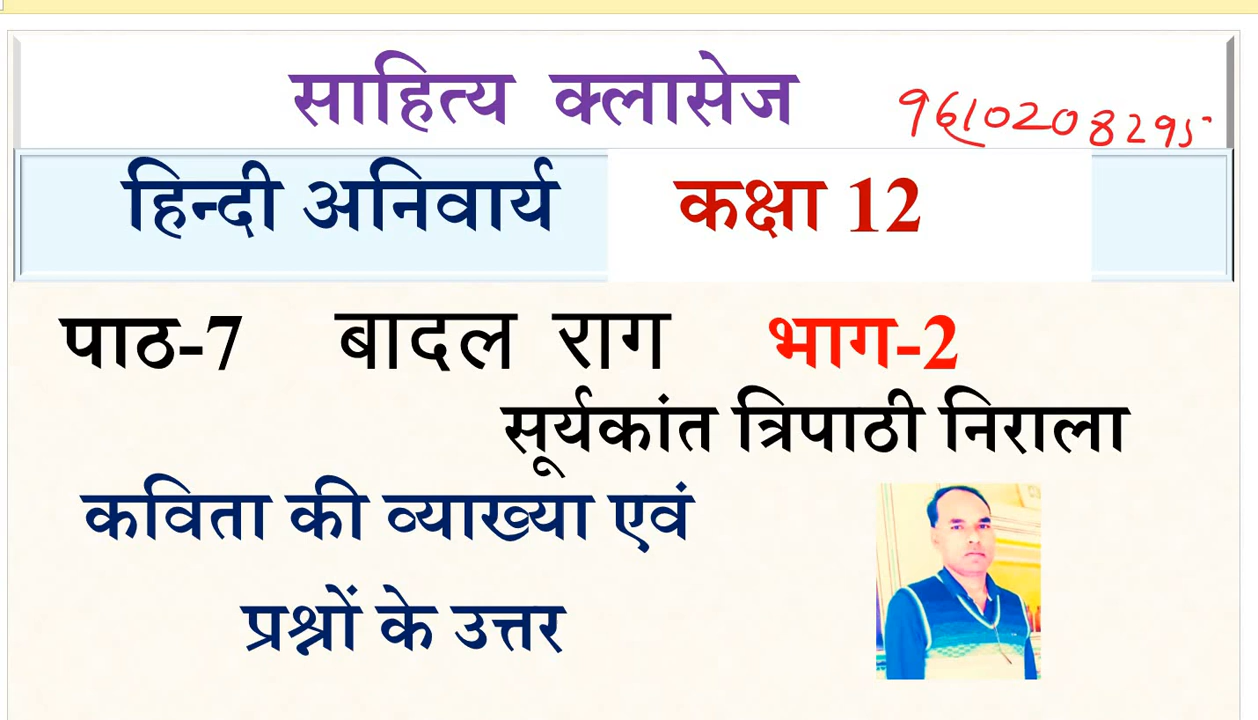 साहित्य क्लासेज 9610208295
हिन्दी अनिवार्य कक्षा 12
पाठ-7 बादल राग भाग-2
सूर्यकांत त्रिपाठी निराला
कविता की व्याख्या एवं
प्रश्नों के उत्तर